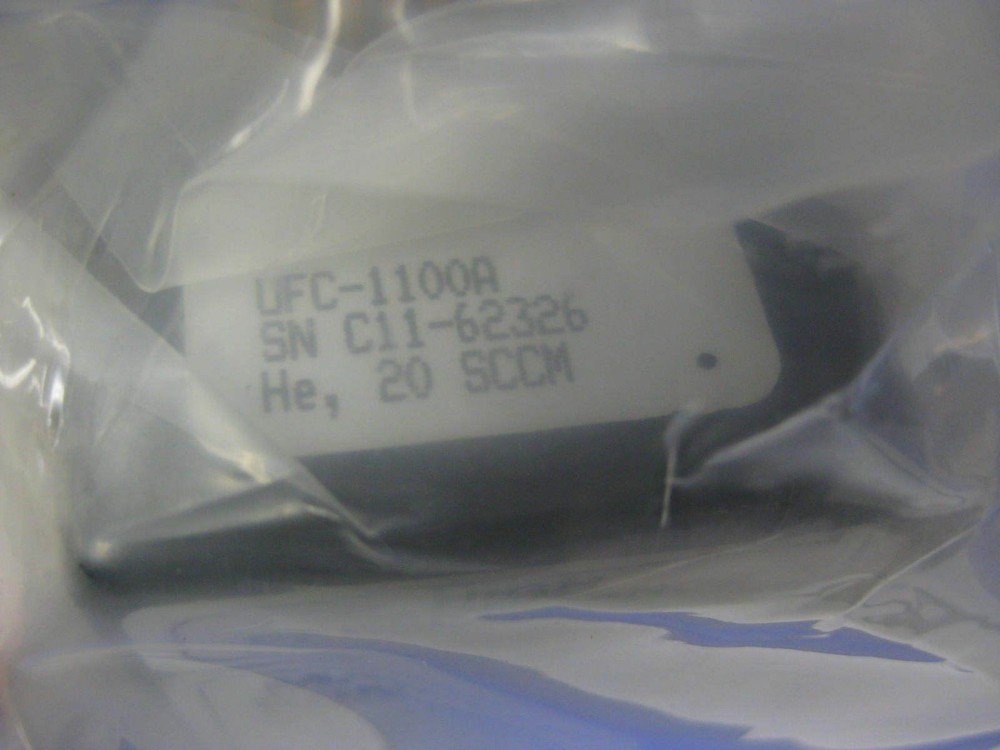 UFC-1100A
SN C11-62326
He, 20 SCCM